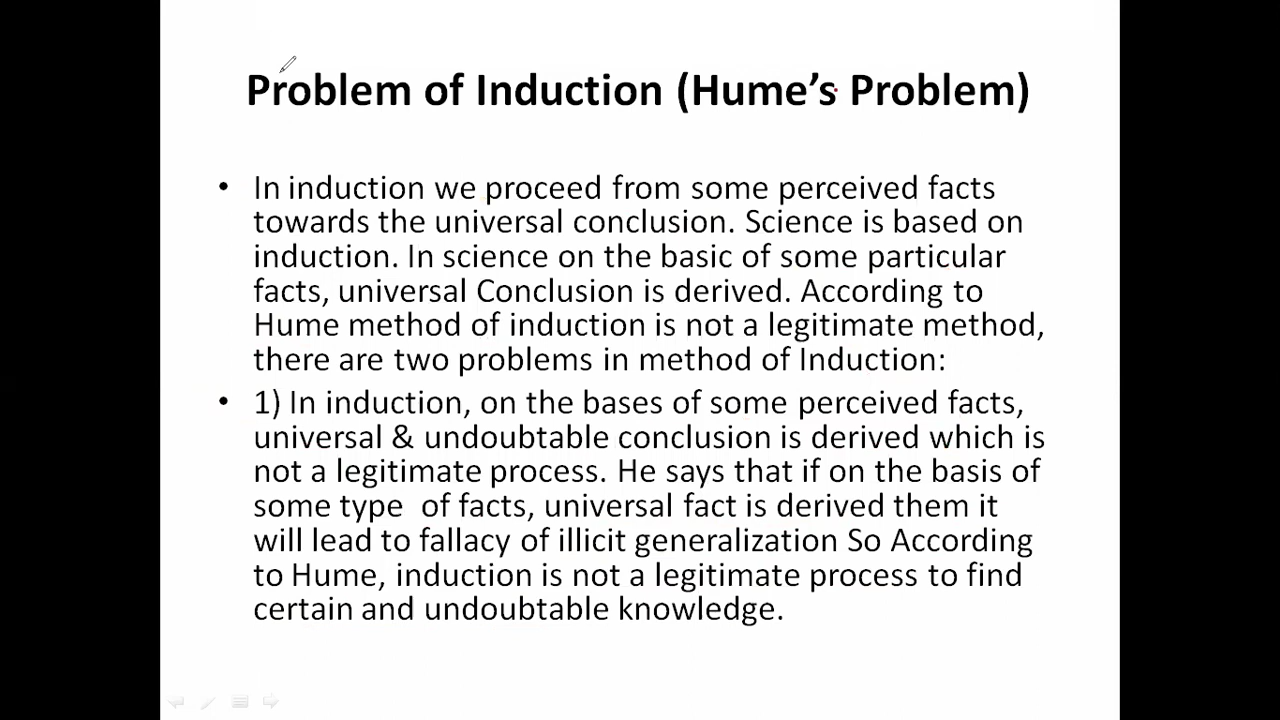 Problem of Induction (Hume's Problem)
• In induction we proceed from some perceived facts
towards the universal conclusion. Science is based on
induction. In science on the basic of some particular
facts, universal Conclusion is derived. According to
Hume method of induction is not a legitimate method,
there are two problems in method of Induction:
• 1) In induction, on the bases of some perceived facts,
universal & undoubtable conclusion is derived which is
not a legitimate process. He says that if on the basis of
some type  of facts, universal fact is derived them it
will lead to fallacy of illicit generalization So According
to Hume, induction is not a legitimate process to find
certain and undoubtable knowledge.